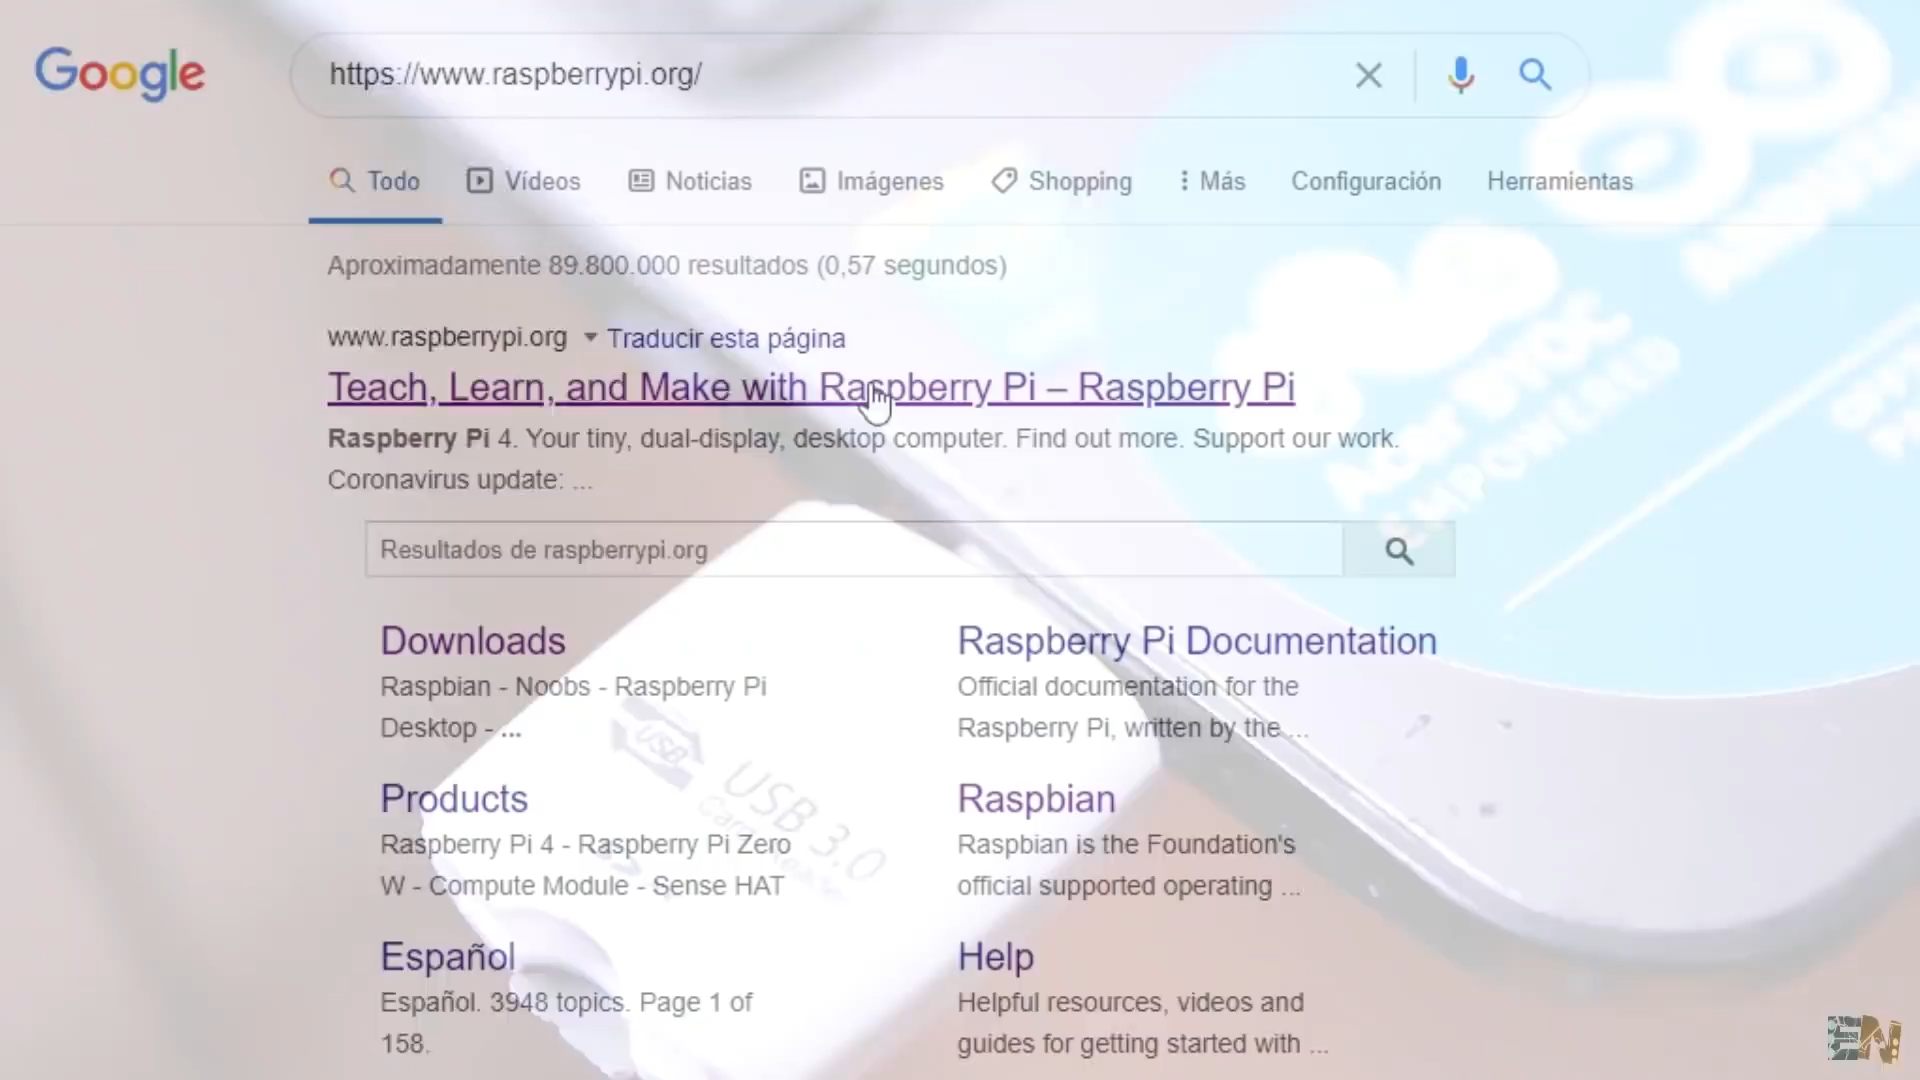 Google
https://www.raspberrypi.org/
Todo
Vídeos
Noticias
Imágenes
Shopping
Más
Configuración
Herramientas
Aproximadamente 89.800.000 resultados (0,57 segundos)
www.raspberrypi.org
Traducir esta página
Teach, Learn, and Make with Raspberry Pi – Raspberry Pi
Raspberry Pi 4. Your tiny, dual-display, desktop computer. Find out more. Support our work.
Coronavirus update: ...
Resultados de raspberrypi.org
Downloads
Raspbian - Noobs - Raspberry Pi
Desktop - ...
Raspberry Pi Documentation
Official documentation for the
Raspberry Pi, written by the ...
Products
Raspberry Pi 4 - Raspberry Pi Zero
W - Compute Module - Sense HAT
Raspbian
Raspbian is the Foundation's
official supported operating ...
Español
Español. 3948 topics. Page 1 of
158.
Help
Helpful resources, videos and
guides for getting started with ...
USB
USB 3.0
EN